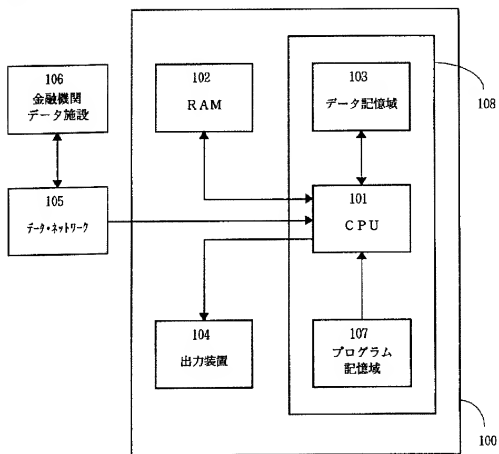 106
金融機関
データ施設
105
データ・ネットワーク
102
RAM
104
出力装置
103
データ記憶域
101
CPU
107
プログラム
記憶域
108
100